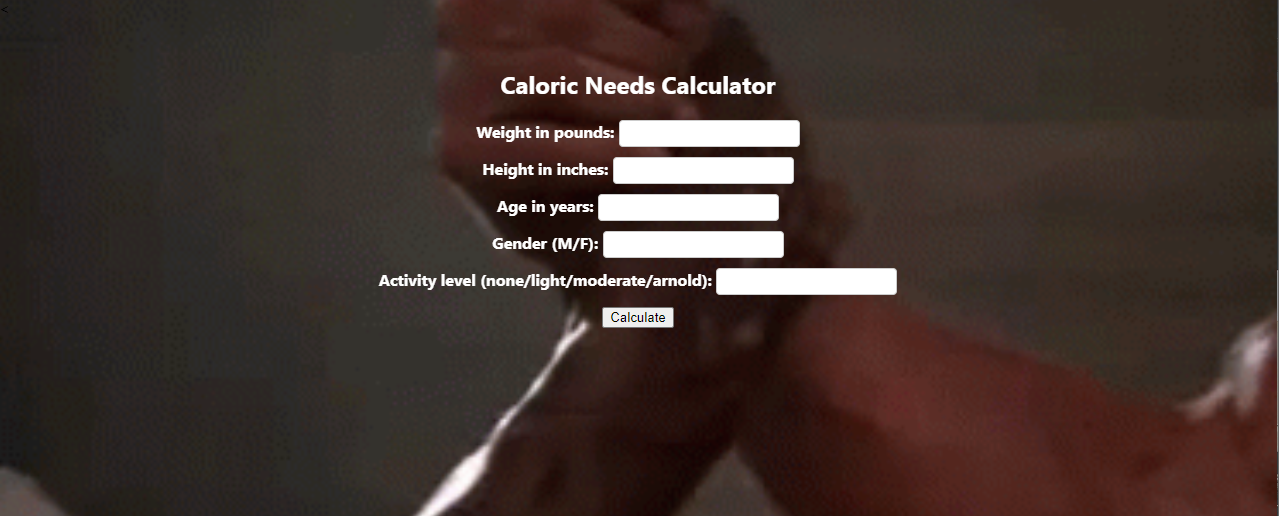 <
Caloric Needs Calculator
Weight in pounds:
Height in inches:
Age in years:
Gender (M/F):
Activity level (none/light/moderate/arnold):
Calculate